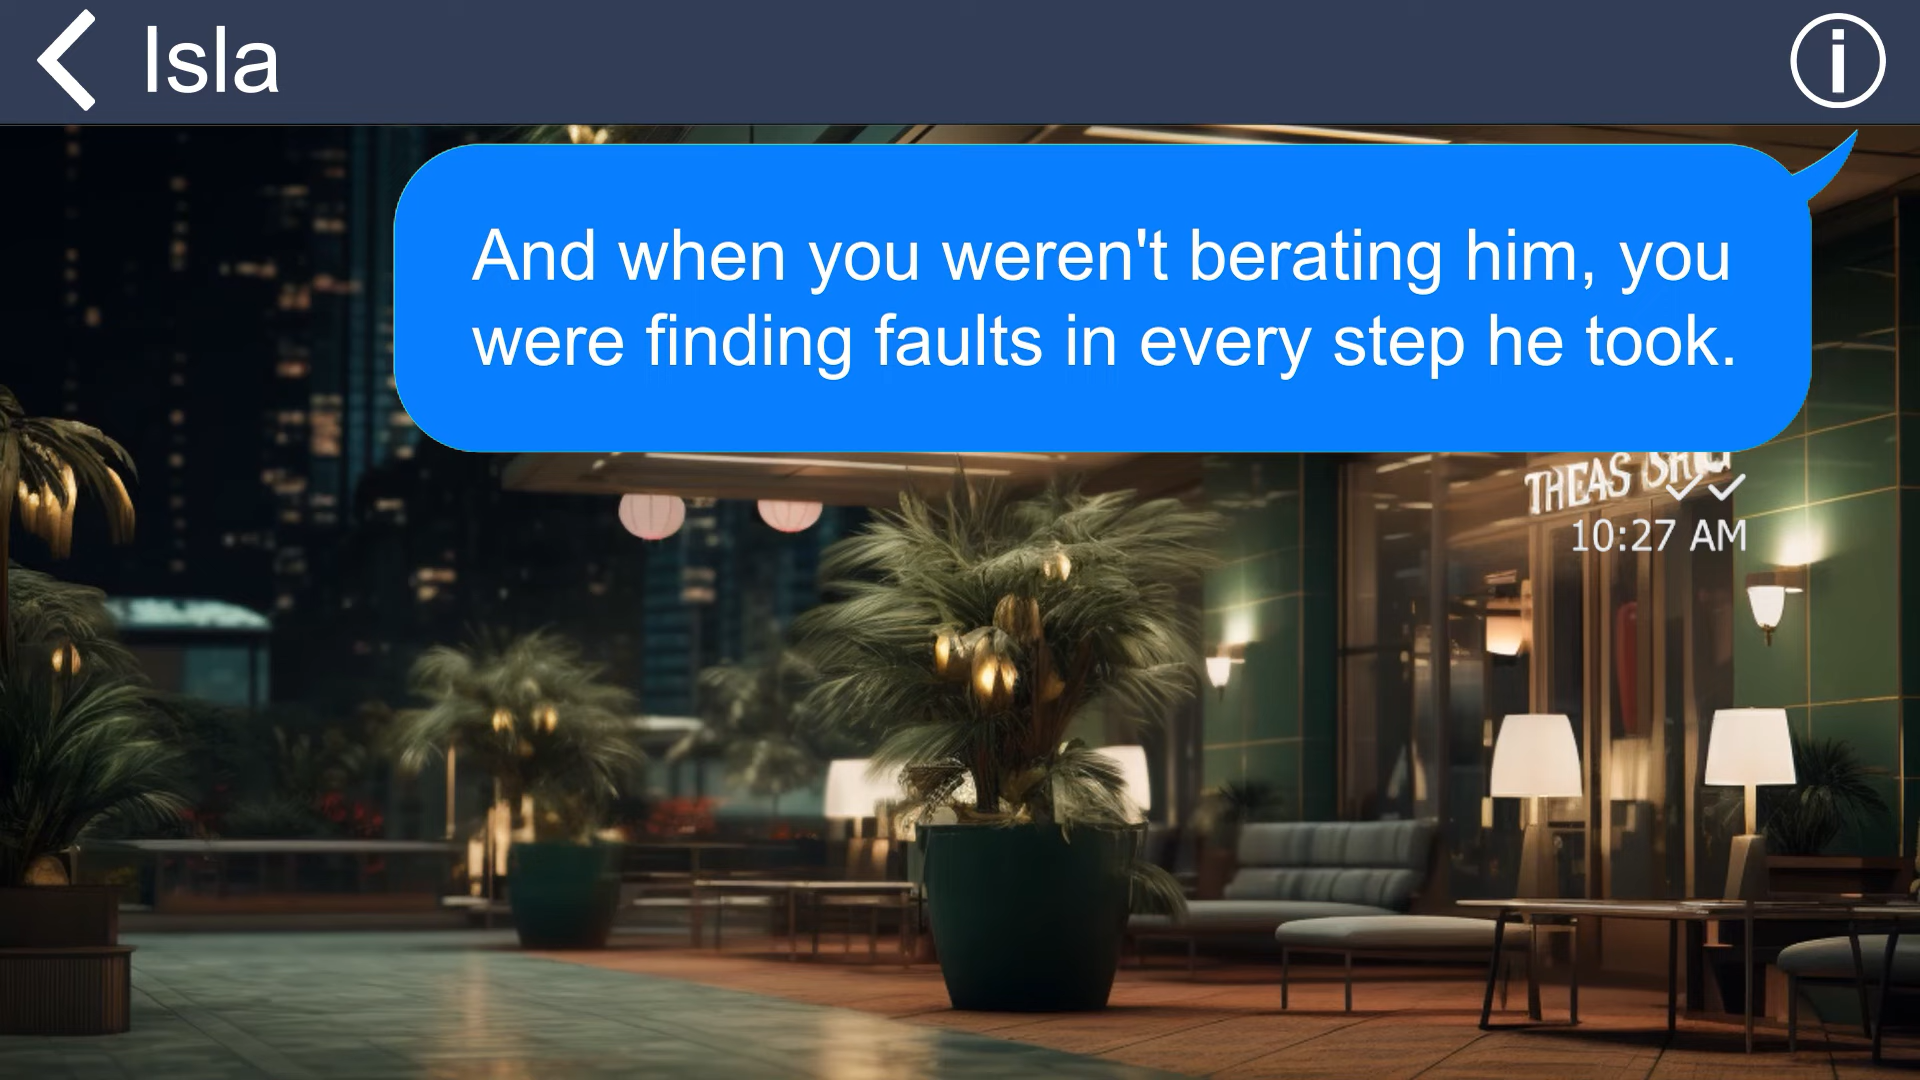 Isla
And when you weren't berating him, you
were finding faults in every step he took.
THEAS
10:27 AM